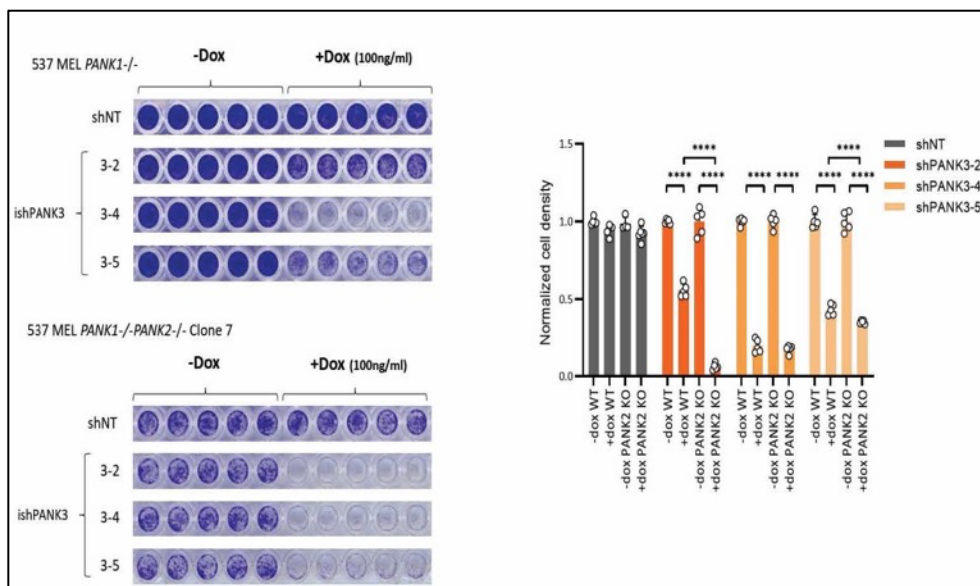 537 MEL PANK1-/-
-Dox
+Dox (100ng/ml)
shNT
3-2
ishPANK3
3-4
3-5
537 MEL PANK1-/-PANK2-/- Clone 7
-Dox
+Dox (100ng/ml)
shNT
3-2
ishPANK3
3-4
3-5
Normalized cell density
1.5
1.0
0.5
0.0
**** **** **** **** **** **** **** ****
shNT
shPANK3-2
shPANK3-4
shPANK3-5
-dox WT
+dox WT
-dox PANK2 KO
+dox PANK2 KO
-dox WT
+dox WT
-dox PANK2 KO
+dox PANK2 KO
-dox WT
+dox WT
-dox PANK2 KO
+dox PANK2 KO
-dox WT
+dox WT
-dox PANK2 KO
+dox PANK2 KO